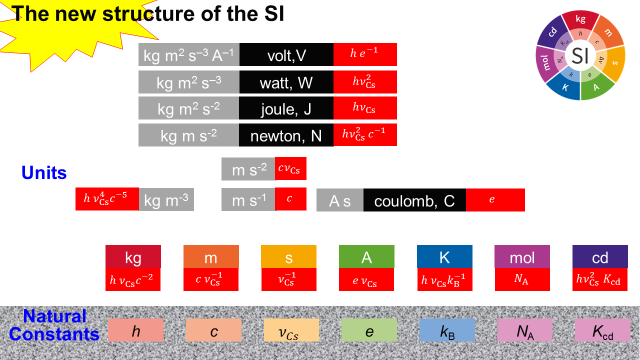 The new structure of the SI
kg m² s⁻³ A⁻¹ volt,V h e⁻¹
kg m² s⁻³ watt, W hν²Cs
kg m² s⁻² joule, J hνCs
kg m s⁻² newton, N hν²Cs c⁻¹
m s⁻² cνCs
Units
h ν⁴Cs c⁻⁵ kg m⁻³ m s⁻¹ c A s coulomb, C e
kg m s A K mol cd
h νCs c⁻² c νCs⁻¹ νCs⁻¹ e νCs h νCs kB⁻¹ NA hν²Cs Kcd
Natural
Constants
h c νCs e kB NA Kcd
kg
m
s
A
K
mol
cd
SI